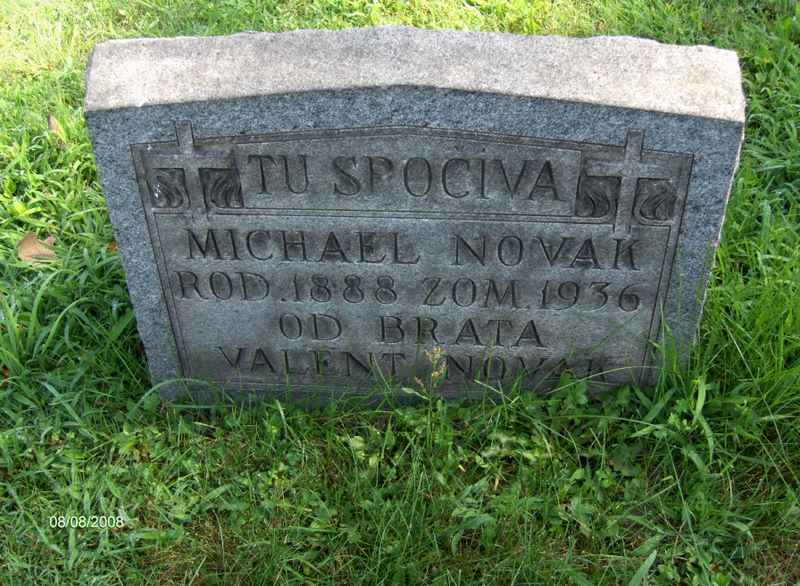 TU SPOCIVA
MICHAEL NOVAK
ROD. 1888 ZOM. 1936
OD BRATA
VALENT NOVAK
08/08/2008